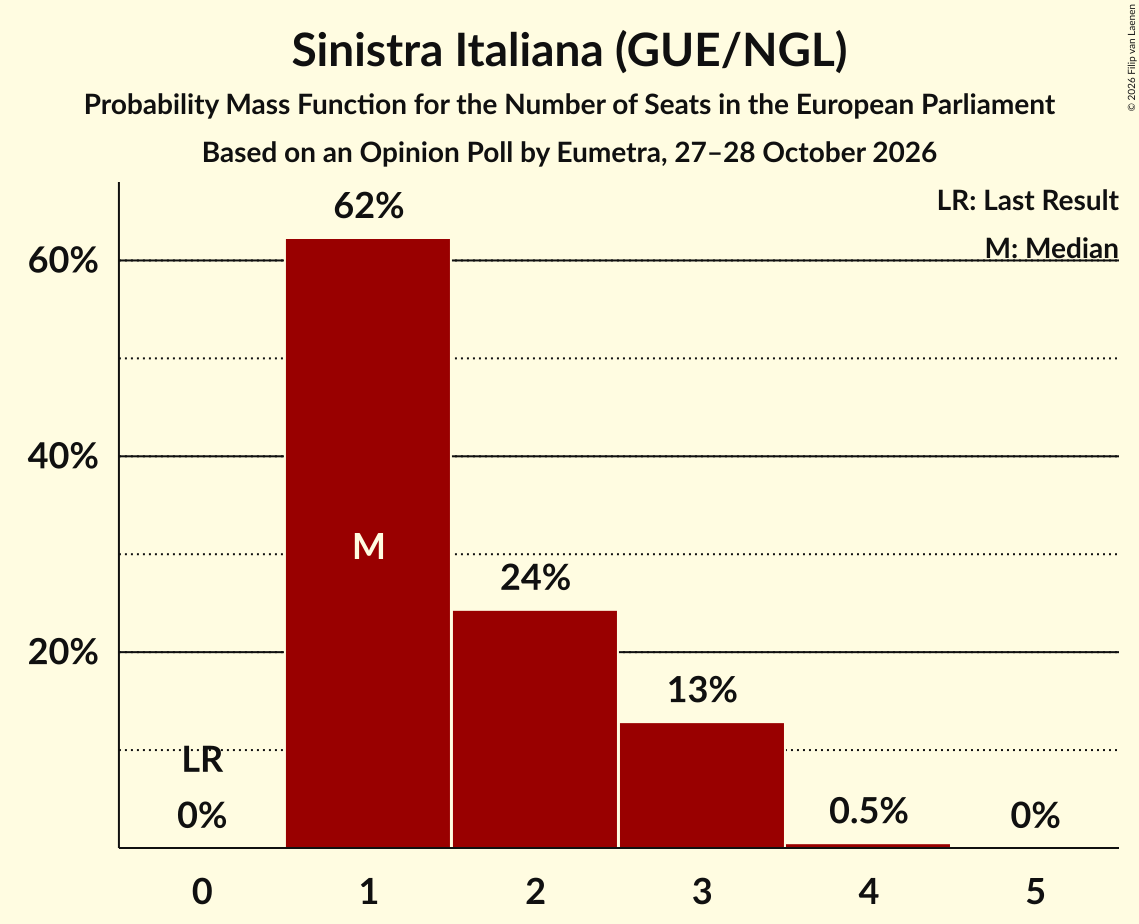 Sinistra Italiana (GUE/NGL)
Probability Mass Function for the Number of Seats in the European Parliament
Based on an Opinion Poll by Eumetra, 27–28 October 2026
© 2026 Filip van Laenen
LR: Last Result
M: Median
62%
60%
40%
M
24%
20%
13%
LR
0%
0.5%
0%
0 1 2 3 4 5